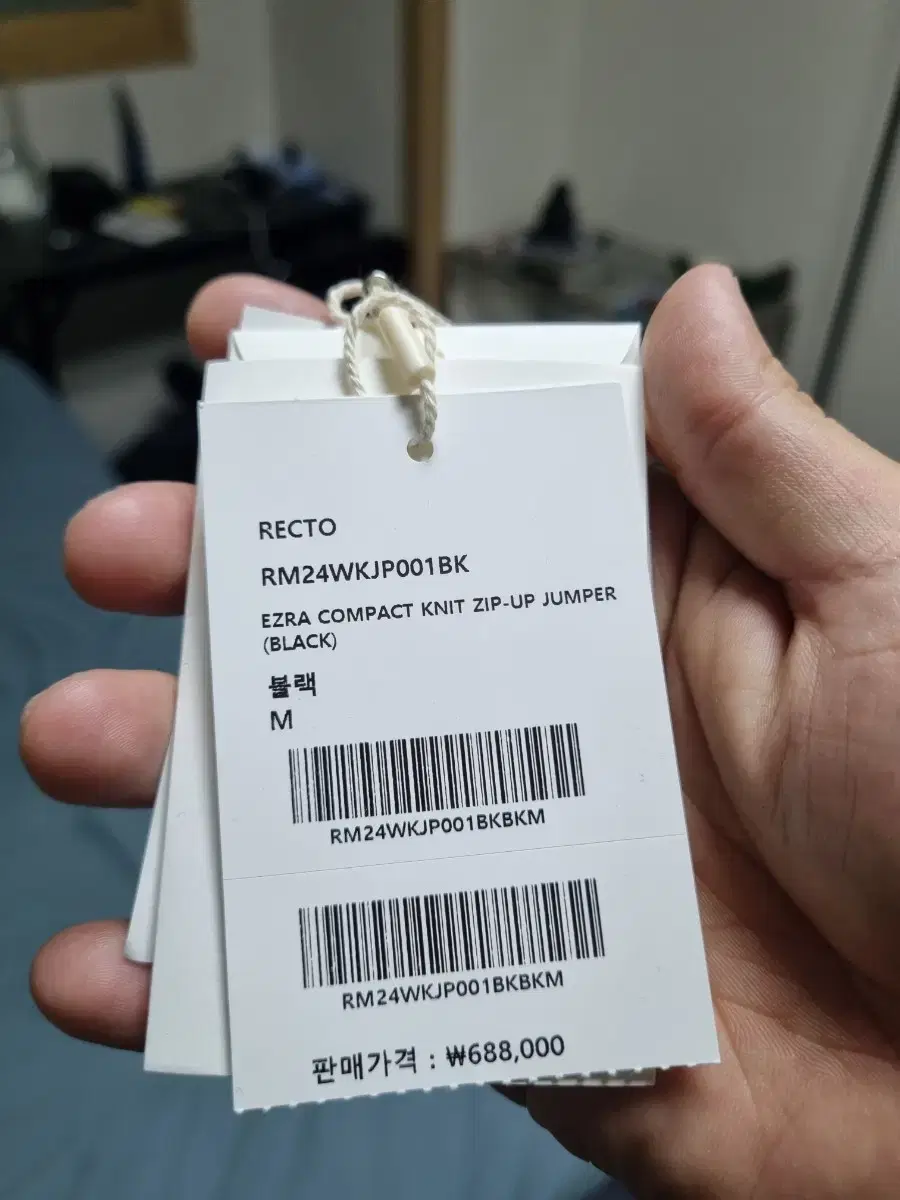 RECTO
RM24WKJP001BK
EZRA COMPACT KNIT ZIP-UP JUMPER
(BLACK)
블랙
M
RM24WKJP001BKBKM
RM24WKJP001BKBKM
판매가격 : ₩688,000